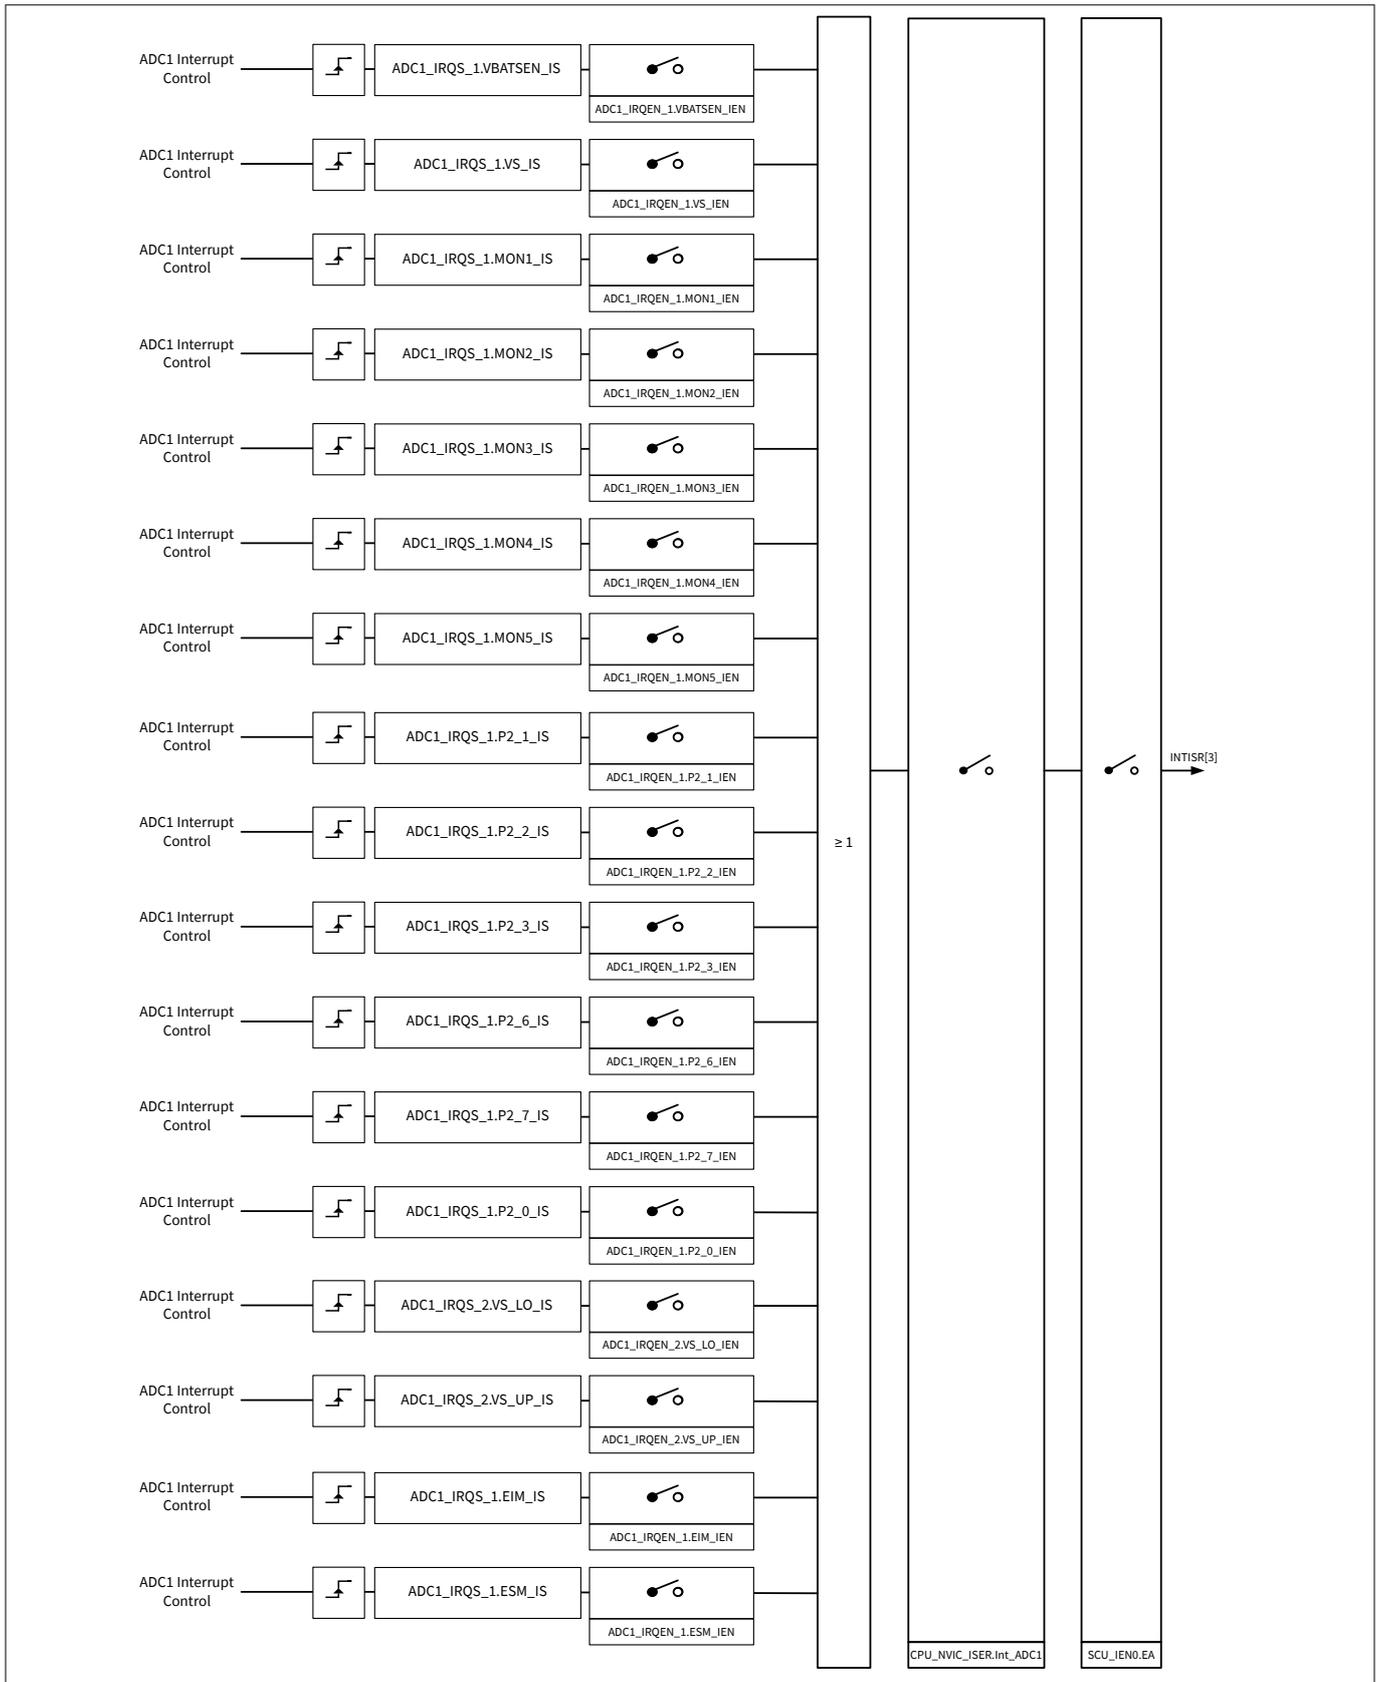 ADC1 Interrupt
Control
ADC1_IRQS_1.VBATSEN_IS
ADC1_IRQEN_1.VBATSEN_IEN
ADC1 Interrupt
Control
ADC1_IRQS_1.VS_IS
ADC1_IRQEN_1.VS_IEN
ADC1 Interrupt
Control
ADC1_IRQS_1.MON1_IS
ADC1_IRQEN_1.MON1_IEN
ADC1 Interrupt
Control
ADC1_IRQS_1.MON2_IS
ADC1_IRQEN_1.MON2_IEN
ADC1 Interrupt
Control
ADC1_IRQS_1.MON3_IS
ADC1_IRQEN_1.MON3_IEN
ADC1 Interrupt
Control
ADC1_IRQS_1.MON4_IS
ADC1_IRQEN_1.MON4_IEN
ADC1 Interrupt
Control
ADC1_IRQS_1.MON5_IS
ADC1_IRQEN_1.MON5_IEN
ADC1 Interrupt
Control
ADC1_IRQS_1.P2_1_IS
ADC1_IRQEN_1.P2_1_IEN
INTISR[3]
ADC1 Interrupt
Control
ADC1_IRQS_1.P2_2_IS
ADC1_IRQEN_1.P2_2_IEN
≥ 1
ADC1 Interrupt
Control
ADC1_IRQS_1.P2_3_IS
ADC1_IRQEN_1.P2_3_IEN
ADC1 Interrupt
Control
ADC1_IRQS_1.P2_6_IS
ADC1_IRQEN_1.P2_6_IEN
ADC1 Interrupt
Control
ADC1_IRQS_1.P2_7_IS
ADC1_IRQEN_1.P2_7_IEN
ADC1 Interrupt
Control
ADC1_IRQS_1.P2_0_IS
ADC1_IRQEN_1.P2_0_IEN
ADC1 Interrupt
Control
ADC1_IRQS_2.VS_LO_IS
ADC1_IRQEN_2.VS_LO_IEN
ADC1 Interrupt
Control
ADC1_IRQS_2.VS_UP_IS
ADC1_IRQEN_2.VS_UP_IEN
ADC1 Interrupt
Control
ADC1_IRQS_1.EIM_IS
ADC1_IRQEN_1.EIM_IEN
ADC1 Interrupt
Control
ADC1_IRQS_1.ESM_IS
ADC1_IRQEN_1.ESM_IEN
CPU_NVIC_ISER.Int_ADC1
SCU_IEN0.EA